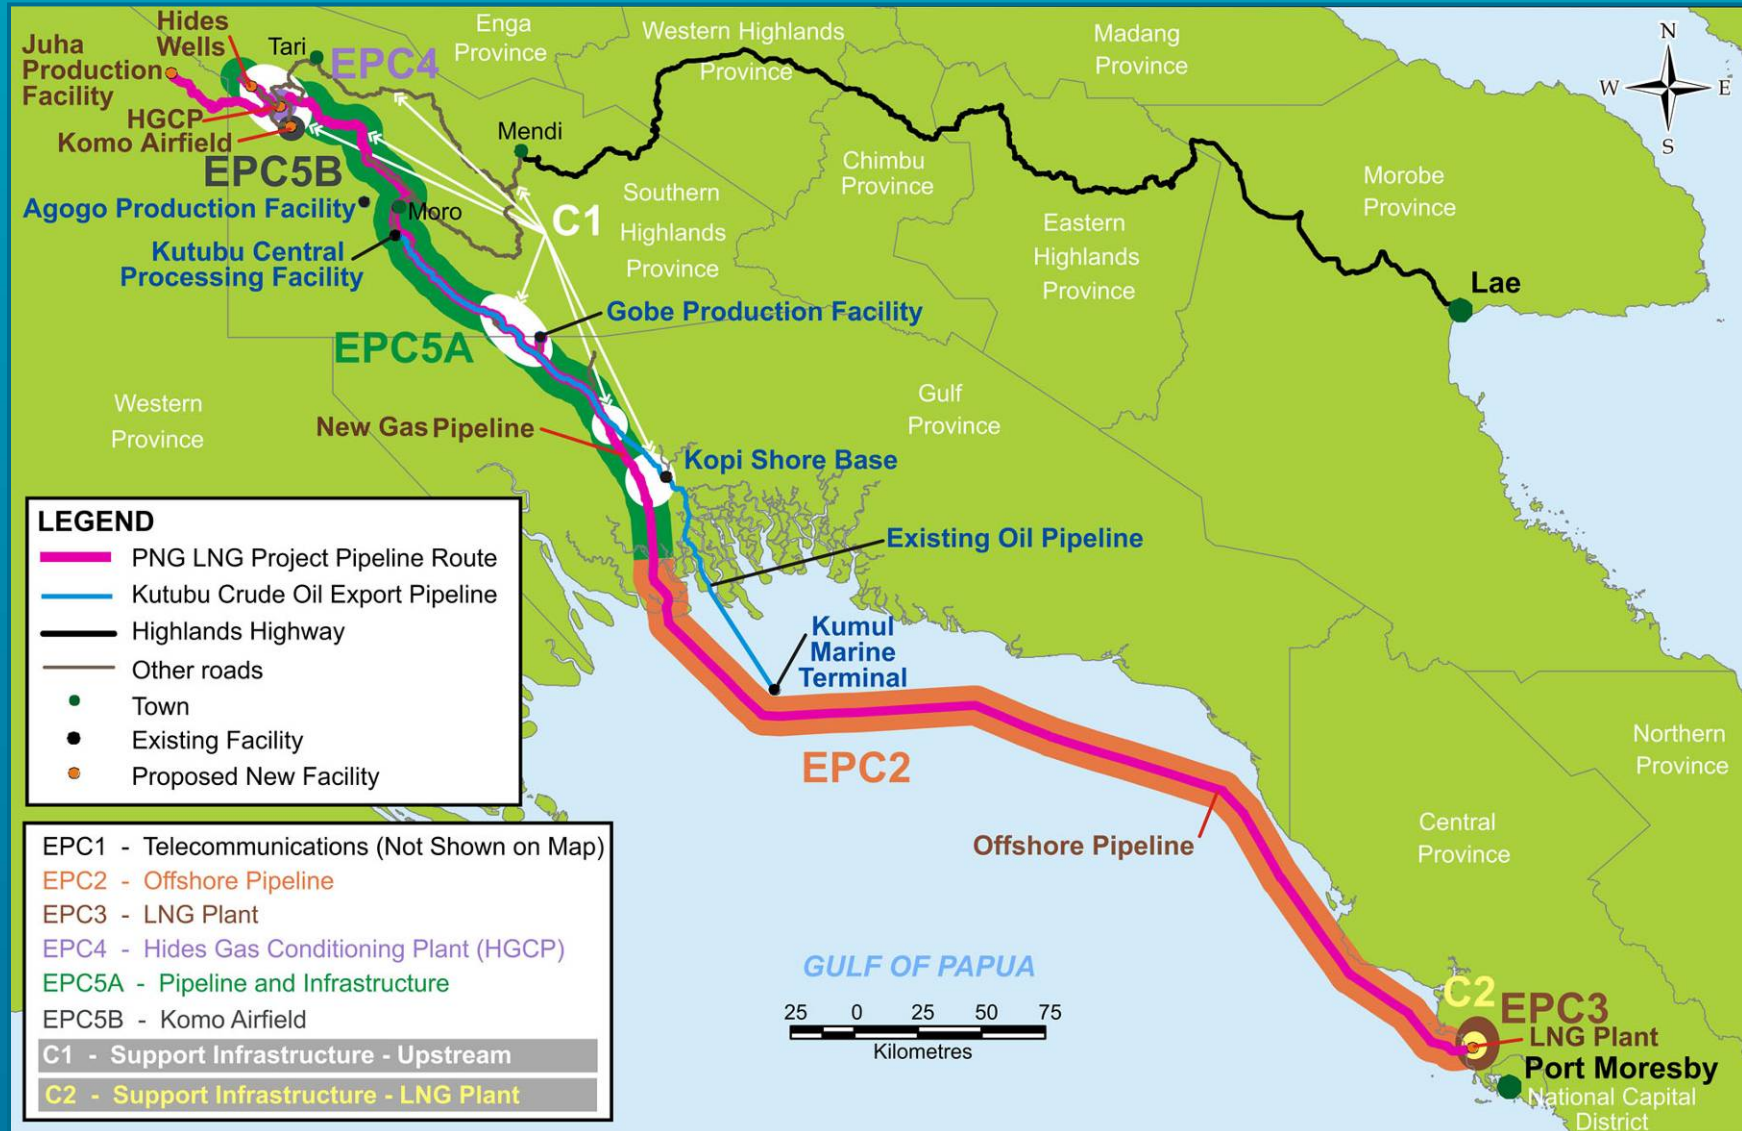 Hides
Wells
Juha
Production
Facility
Tari
EPC4
Enga
Province
Western Highlands
Province
Madang
Province
N
W
E
S
HGCP
Komo Airfield
EPC5B
Mendi
Agogo Production Facility
Moro
Kutubu Central
Processing Facility
C1
Southern
Highlands
Province
Chimbu
Province
Eastern
Highlands
Province
Morobe
Province
Lae
Gobe Production Facility
EPC5A
Western
Province
New Gas Pipeline
Gulf
Province
Kopi Shore Base
Existing Oil Pipeline
Kumul
Marine
Terminal
EPC2
Offshore Pipeline
Northern
Province
Central
Province
GULF OF PAPUA
25 0 25 50 75
Kilometres
C2
EPC3
LNG Plant
Port Moresby
National Capital
District
LEGEND
PNG LNG Project Pipeline Route
Kutubu Crude Oil Export Pipeline
Highlands Highway
Other roads
Town
Existing Facility
Proposed New Facility
EPC1 - Telecommunications (Not Shown on Map)
EPC2 - Offshore Pipeline
EPC3 - LNG Plant
EPC4 - Hides Gas Conditioning Plant (HGCP)
EPC5A - Pipeline and Infrastructure
EPC5B - Komo Airfield
C1 - Support Infrastructure - Upstream
C2 - Support Infrastructure - LNG Plant